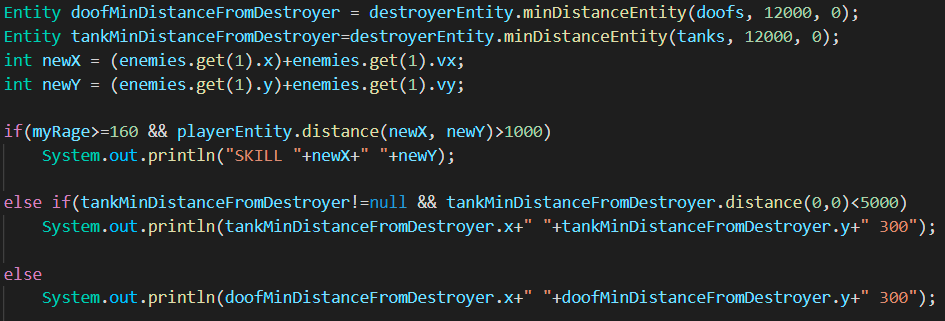 Entity doofMinDistanceFromDestroyer = destroyerEntity.minDistanceEntity(doofs, 12000, 0);
Entity tankMinDistanceFromDestroyer=destroyerEntity.minDistanceEntity(tanks, 12000, 0);
int newX = (enemies.get(1).x)+enemies.get(1).vx;
int newY = (enemies.get(1).y)+enemies.get(1).vy;
if(myRage>=160 && playerEntity.distance(newX, newY)>1000)
System.out.println("SKILL "+newX+" "+newY);
else if(tankMinDistanceFromDestroyer!=null && tankMinDistanceFromDestroyer.distance(0,0)<5000)
System.out.println(tankMinDistanceFromDestroyer.x+" "+tankMinDistanceFromDestroyer.y+" 300");
else
System.out.println(doofMinDistanceFromDestroyer.x+" "+doofMinDistanceFromDestroyer.y+" 300");